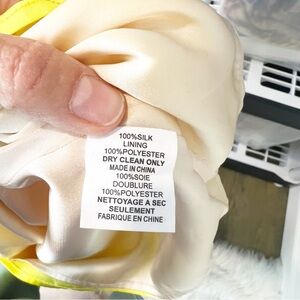 100%SILK
LINING
100%POLYESTER
DRY CLEAN ONLY
MADE IN CHINA
100%SOIE
DOUBLURE
100%POLYESTER
NETTOYAGE A SEC
SEULEMENT
FABRIQUE EN CHINE